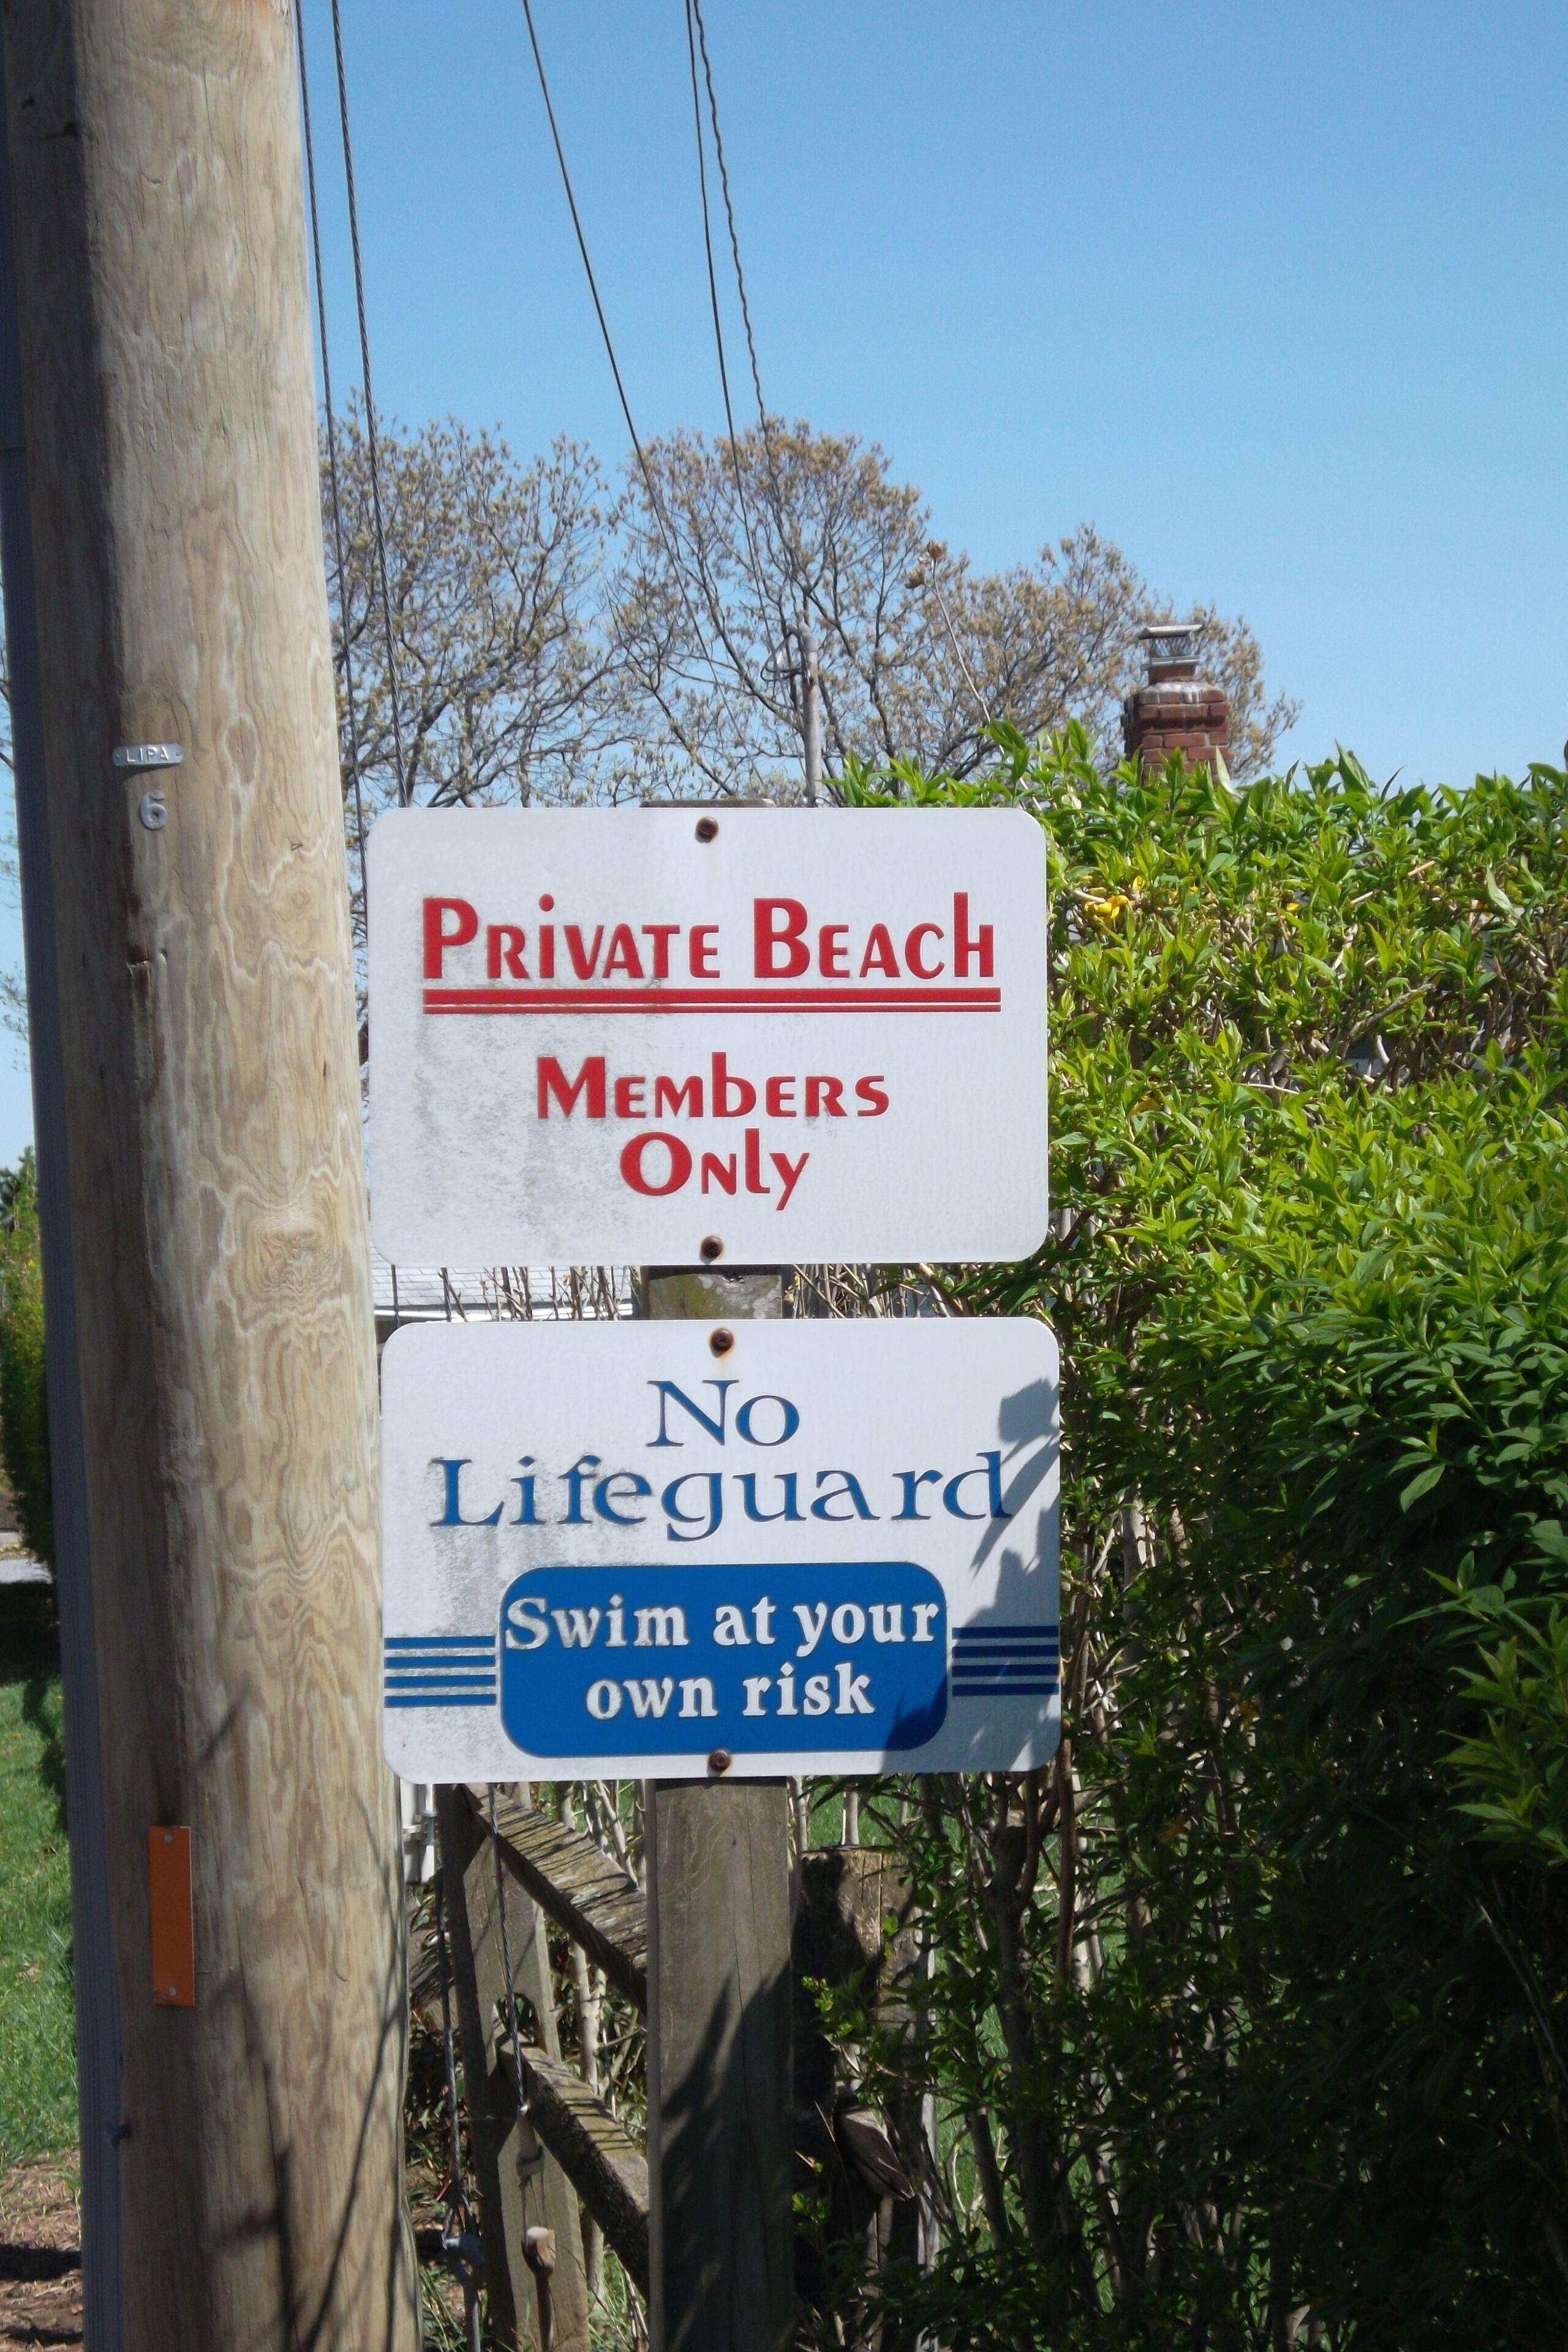 LIPA
6
Private Beach
Members
Only
No
Lifeguard
Swim at your
own risk